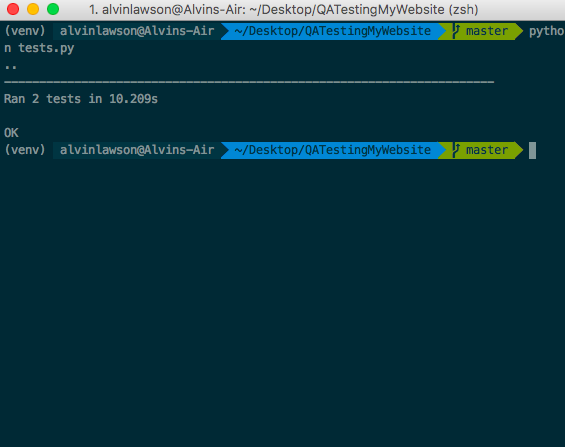 1. alvinlawson@Alvins-Air: ~/Desktop/QATestingMyWebsite (zsh)
(venv) alvinlawson@Alvins-Air ~/Desktop/QATestingMyWebsite master pytho
n tests.py
..
----------------------------------------------------------------------
Ran 2 tests in 10.209s
OK
(venv) alvinlawson@Alvins-Air ~/Desktop/QATestingMyWebsite master